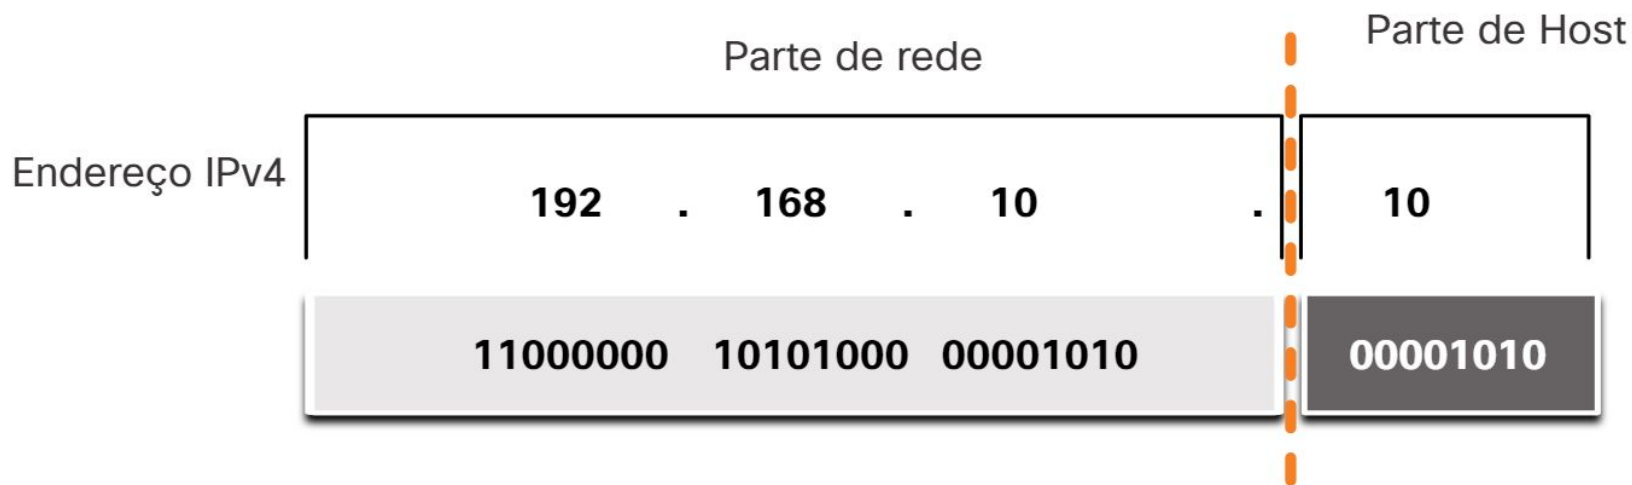 Parte de rede
Parte de Host
Endereço IPv4
192 . 168 . 10 . 10
11000000 10101000 00001010 00001010